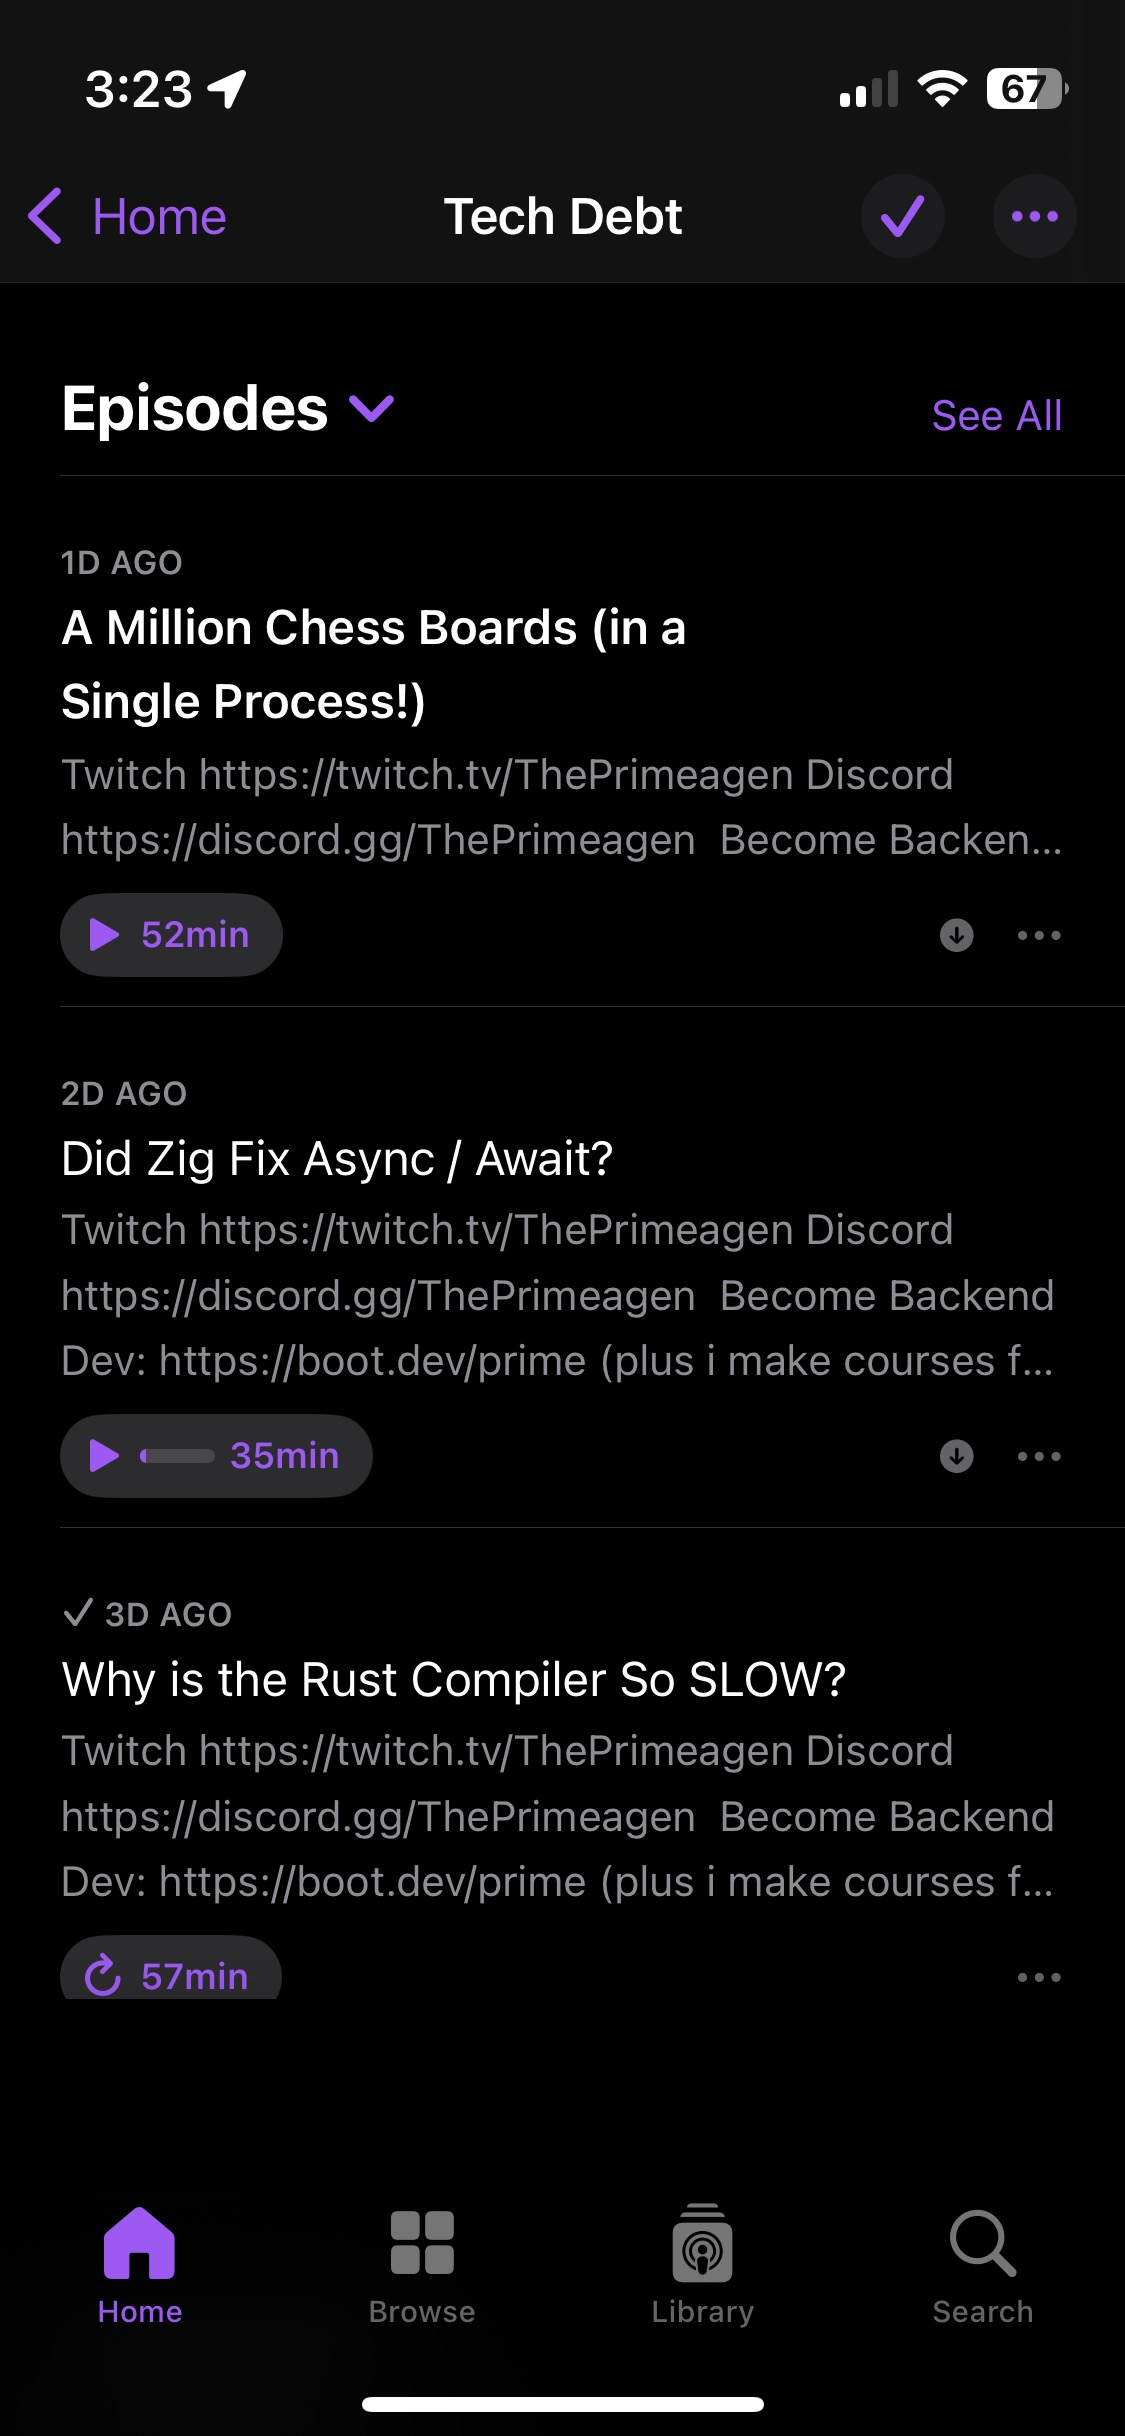 3:23
67
Home
Tech Debt
Episodes
See All
1D AGO
A Million Chess Boards (in a
Single Process!)
Twitch https://twitch.tv/ThePrimeagen Discord
https://discord.gg/ThePrimeagen  Become Backen...
52min
2D AGO
Did Zig Fix Async / Await?
Twitch https://twitch.tv/ThePrimeagen Discord
https://discord.gg/ThePrimeagen  Become Backend
Dev: https://boot.dev/prime (plus i make courses f...
35min
3D AGO
Why is the Rust Compiler So SLOW?
Twitch https://twitch.tv/ThePrimeagen Discord
https://discord.gg/ThePrimeagen  Become Backend
Dev: https://boot.dev/prime (plus i make courses f...
57min
Home
Browse
Library
Search